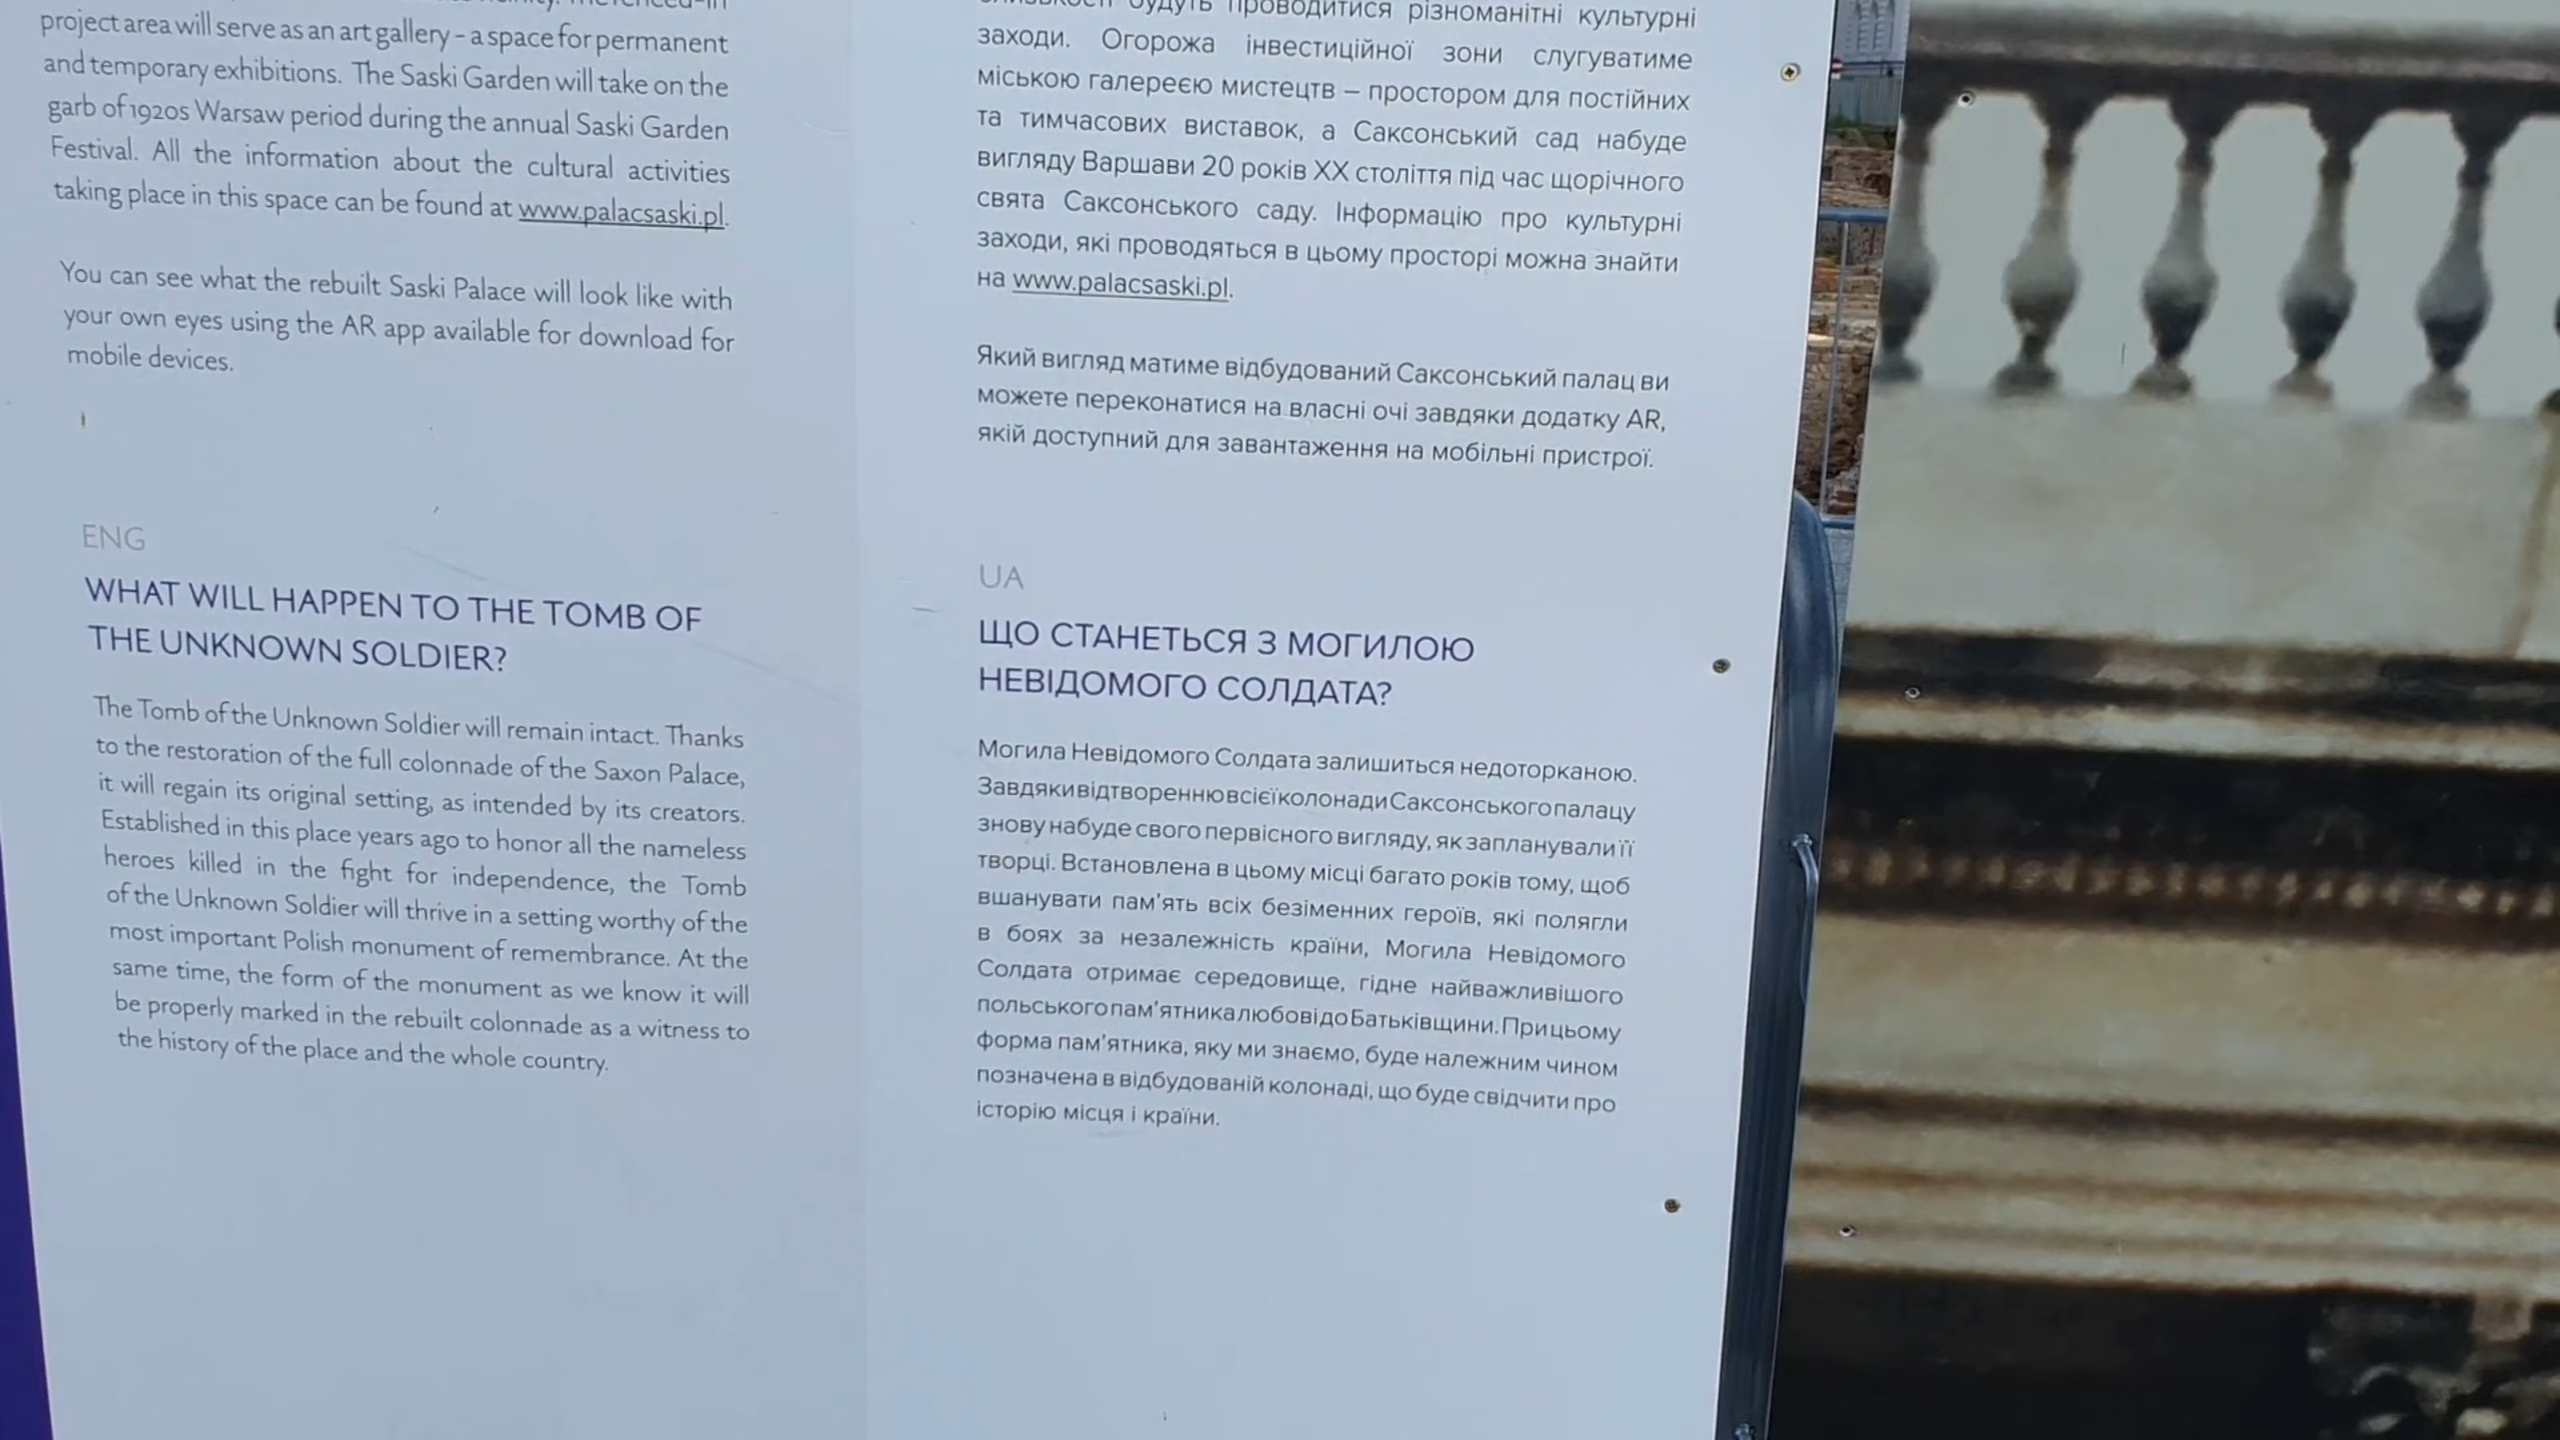 project area will serve as an art gallery - a space for permanent
and temporary exhibitions. The Saski Garden will take on the
garb of 1920s Warsaw period during the annual Saski Garden
Festival. All the information about the cultural activities
taking place in this space can be found at www.palacsaski.pl.
You can see what the rebuilt Saski Palace will look like with
your own eyes using the AR app available for download for
mobile devices.
ENG
WHAT WILL HAPPEN TO THE TOMB OF
THE UNKNOWN SOLDIER?
The Tomb of the Unknown Soldier will remain intact. Thanks
to the restoration of the full colonnade of the Saxon Palace,
it will regain its original setting, as intended by its creators.
Established in this place years ago to honor all the nameless
heroes killed in the fight for independence, the Tomb
of the Unknown Soldier will thrive in a setting worthy of the
most important Polish monument of remembrance. At the
same time, the form of the monument as we know it will
be properly marked in the rebuilt colonnade as a witness to
the history of the place and the whole country.
будуть проводитися різноманітні культурні
заходи. Огорожа інвестиційної зони слугуватиме
міською галереєю мистецтв – простором для постійних
та тимчасових виставок, а Саксонський сад набуде
вигляду Варшави 20 років ХХ століття під час щорічного
свята Саксонського саду. Інформацію про культурні
заходи, які проводяться в цьому просторі можна знайти
на www.palacsaski.pl.
Який вигляд матиме відбудований Саксонський палац ви
можете переконатися на власні очі завдяки додатку AR,
якій доступний для завантаження на мобільні пристрої.
UA
ЩО СТАНЕТЬСЯ З МОГИЛОЮ
НЕВІДОМОГО СОЛДАТА?
Могила Невідомого Солдата залишиться недоторканою.
Завдяки відтворенню всієї колонади Саксонського палацу
знову набуде свого первісного вигляду, як запланували її
творці. Встановлена в цьому місці багато років тому, щоб
вшанувати пам'ять всіх безіменних героїв, які полягли
в боях за незалежність країни, Могила Невідомого
Солдата отримає середовище, гідне найважливішого
польського пам'ятника любові до Батьківщини. При цьому
форма пам'ятника, яку ми знаємо, буде належним чином
позначена в відбудованій колонаді, що буде свідчити про
історію місця і країни.